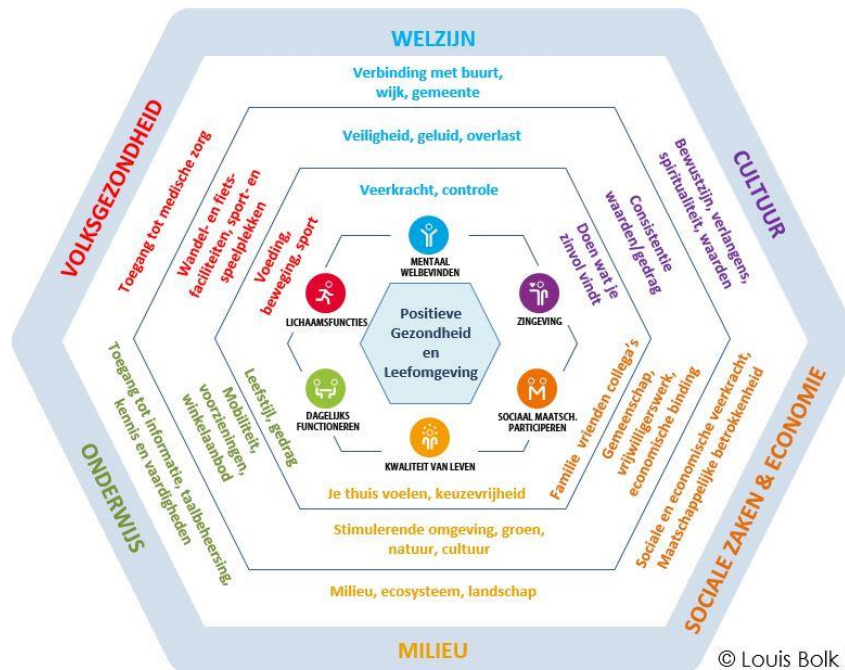 WELZIJN
Verbinding met buurt,
wijk, gemeente
Veiligheid, geluid, overlast
Veerkracht, controle
MENTAAL
WELBEVINDEN
VOLKSGEZONDHEID
Toegang tot medische zorg
Wandel- en fiets-
faciliteiten, sport- en
speelplekken
Voeding,
beweging, sport
LICHAAMSFUNCTIES
CULTUUR
Bewustzijn, verlangens,
spiritualiteit, waarden
Consistentie
waarden/gedrag
Doen wat je
zinvol vindt
ZINGEVING
Positieve
Gezondheid
en
Leefomgeving
ONDERWIJS
Toegang tot informatie, taalbeheersing,
kennis en vaardigheden
Mobiliteit,
voorzieningen,
winkelaanbod
Leefstijl, gedrag
DAGELIJKS
FUNCTIONEREN
SOCIAAL MAATSCH.
PARTICIPEREN
Familie vrienden collega's
Gemeenschap,
vrijwilligerswerk,
economische binding
Sociale en economische veerkracht,
Maatschappelijke betrokkenheid
SOCIALE ZAKEN & ECONOMIE
KWALITEIT VAN LEVEN
Je thuis voelen, keuzevrijheid
Stimulerende omgeving, groen,
natuur, cultuur
Milieu, ecosysteem, landschap
MILIEU
© Louis Bolk